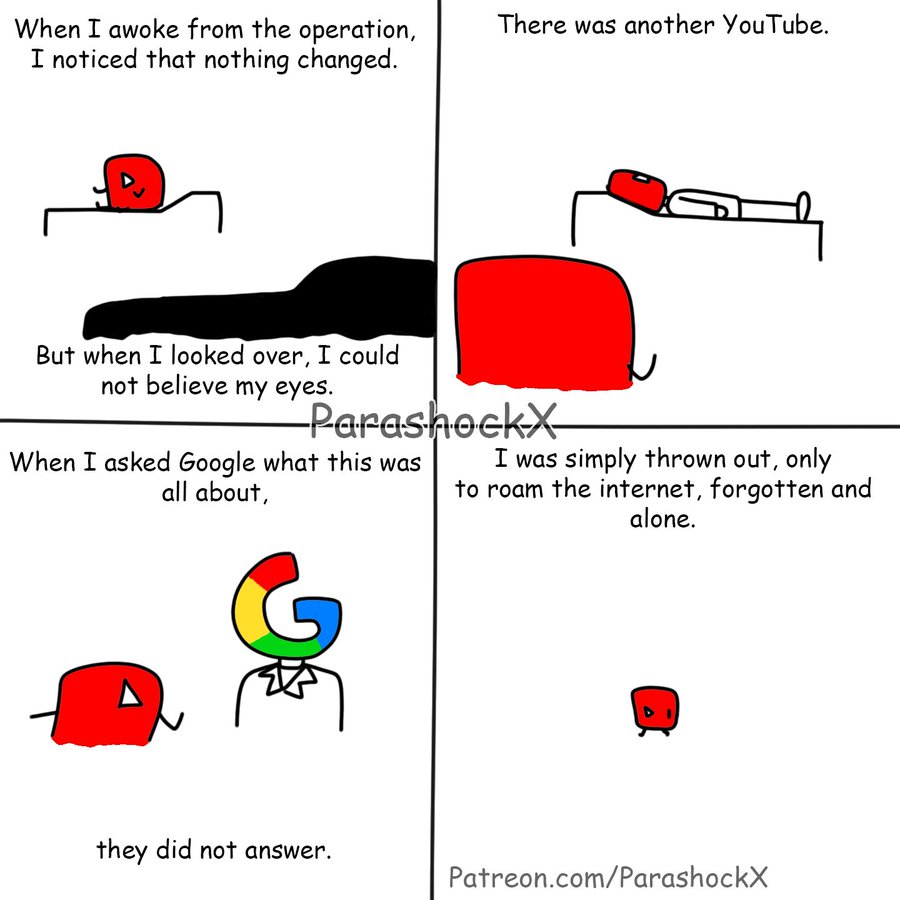 When I awoke from the operation,
I noticed that nothing changed.
But when I looked over, I could
not believe my eyes.
There was another YouTube.
ParashockX
When I asked Google what this was
all about,
they did not answer.
I was simply thrown out, only
to roam the internet, forgotten and
alone.
Patreon.com/ParashockX